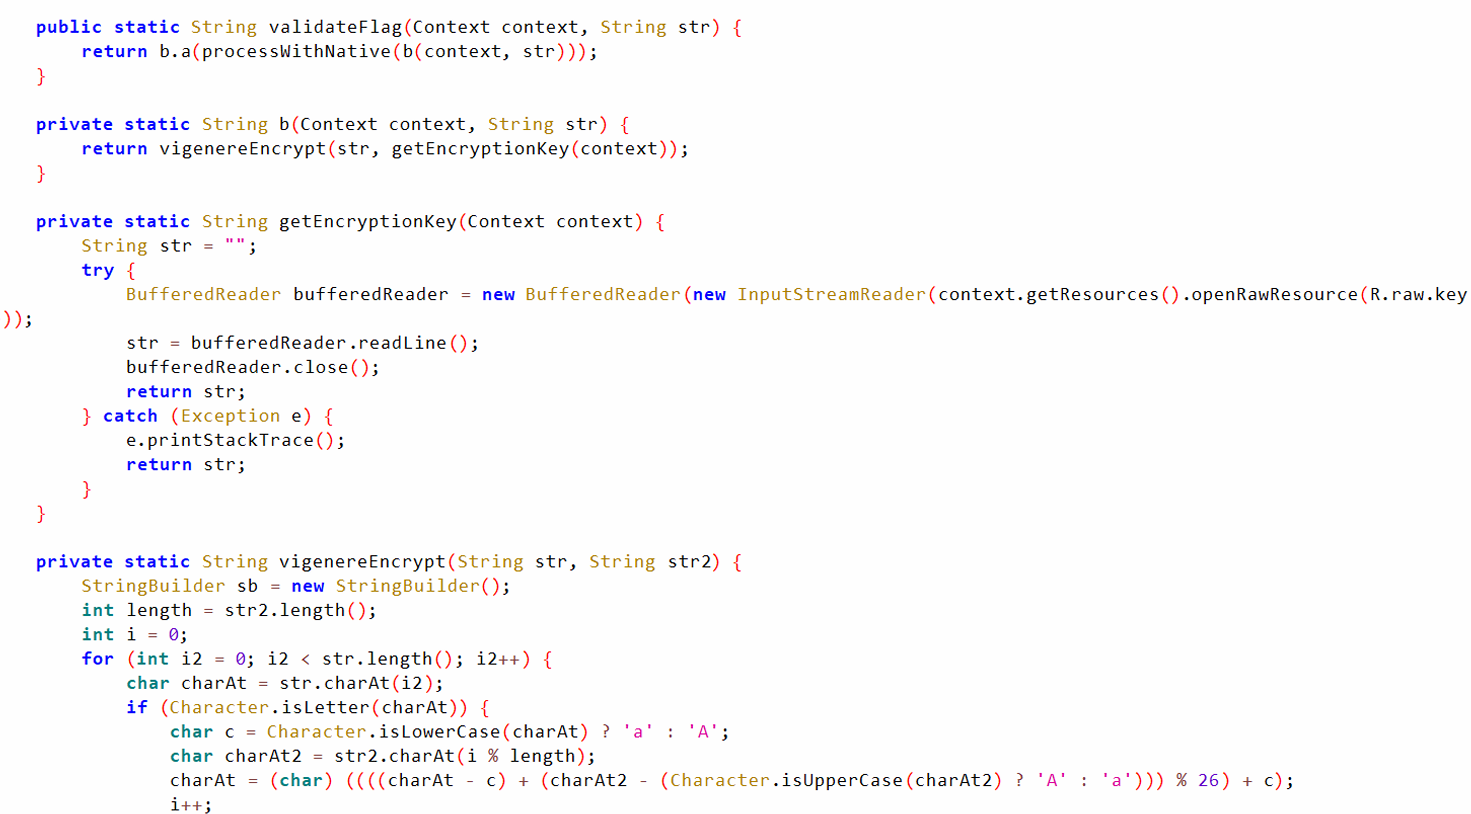 public static String validateFlag(Context context, String str) {
return b.a(processWithNative(b(context, str)));
}
private static String b(Context context, String str) {
return vigenereEncrypt(str, getEncryptionKey(context));
}
private static String getEncryptionKey(Context context) {
String str = "";
try {
BufferedReader bufferedReader = new BufferedReader(new InputStreamReader(context.getResources().openRawResource(R.raw.key
)));
str = bufferedReader.readLine();
bufferedReader.close();
return str;
} catch (Exception e) {
e.printStackTrace();
return str;
}
}
private static String vigenereEncrypt(String str, String str2) {
StringBuilder sb = new StringBuilder();
int length = str2.length();
int i = 0;
for (int i2 = 0; i2 < str.length(); i2++) {
char charAt = str.charAt(i2);
if (Character.isLetter(charAt)) {
char c = Character.isLowerCase(charAt) ? 'a' : 'A';
char charAt2 = str2.charAt(i % length);
charAt = (char) ((((charAt - c) + (charAt2 - (Character.isUpperCase(charAt2) ? 'A' : 'a'))) % 26) + c);
i++;